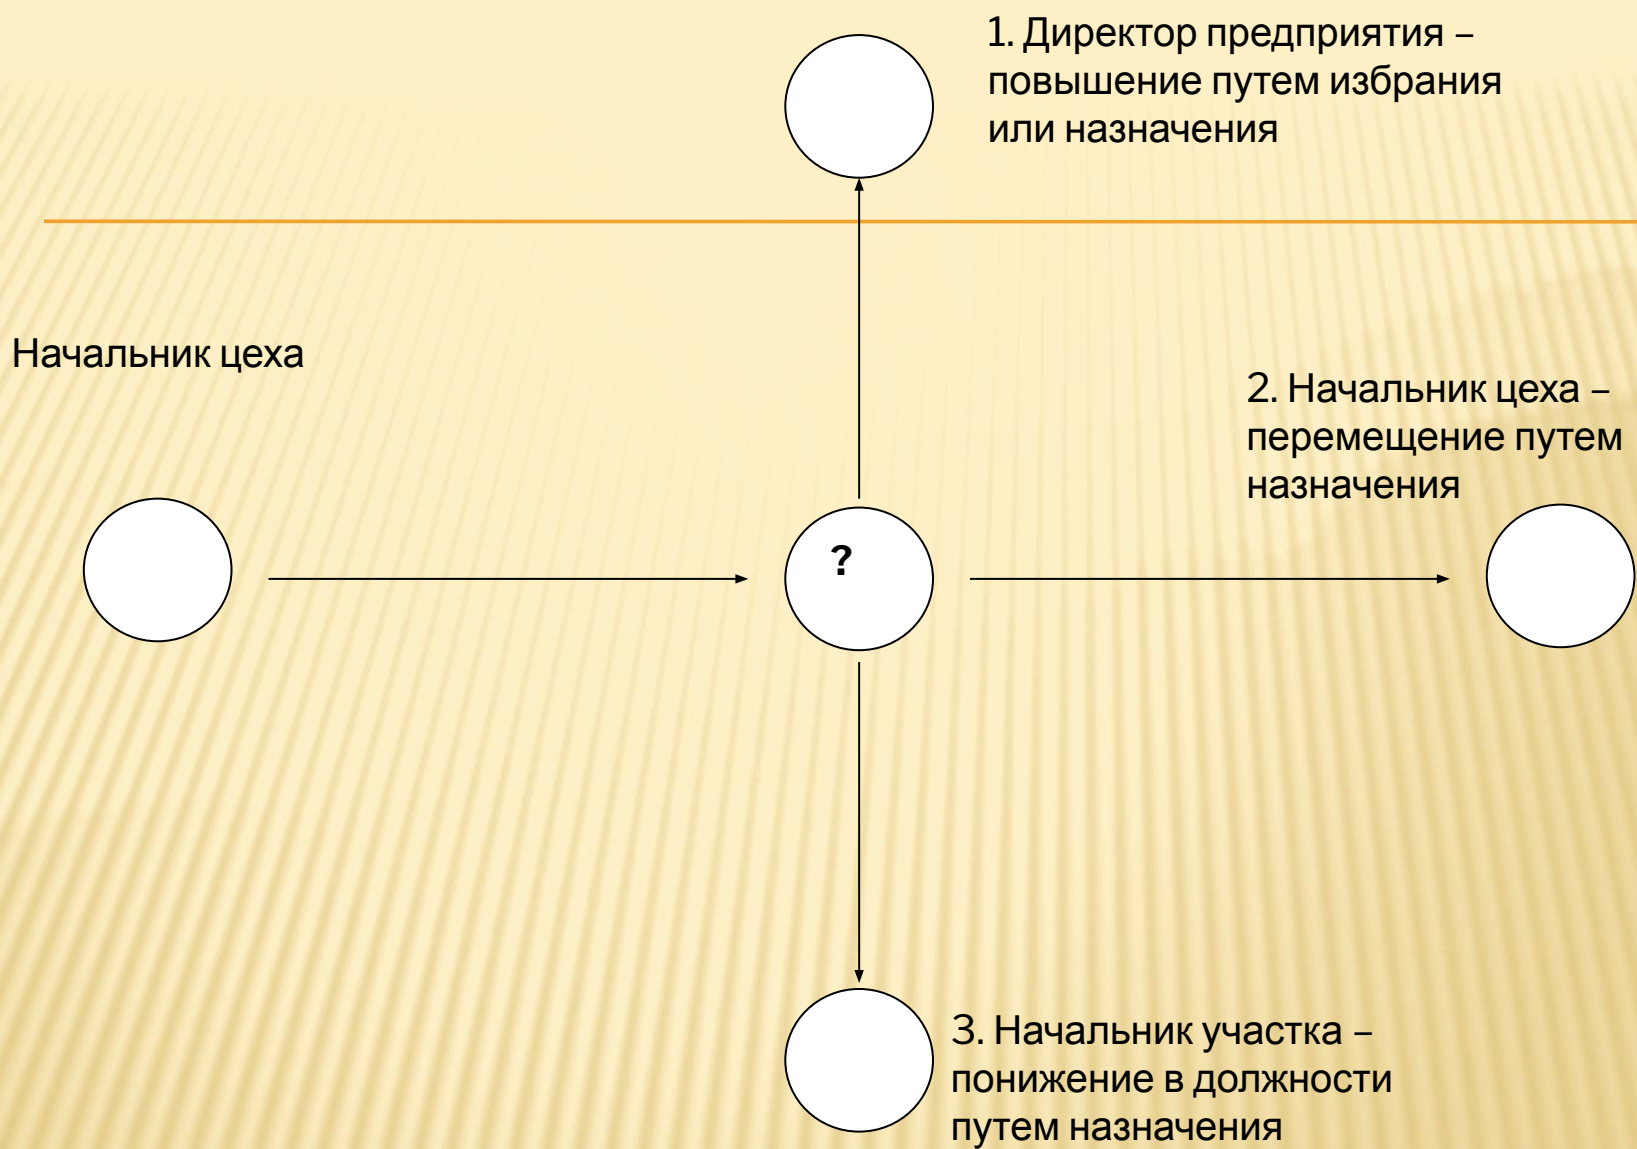 1. Директор предприятия –
повышение путем избрания
или назначения
Начальник цеха
2. Начальник цеха –
перемещение путем
назначения
?
3. Начальник участка –
понижение в должности
путем назначения